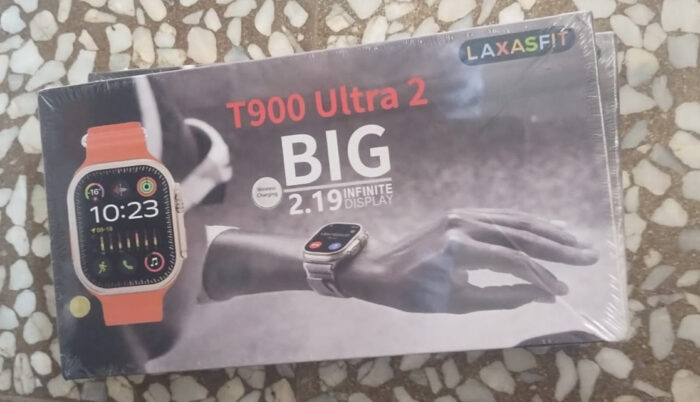 LAXASFIT
T900 Ultra 2
BIG
Wireless
Charging
2.19 INFINITE
DISPLAY
10:23